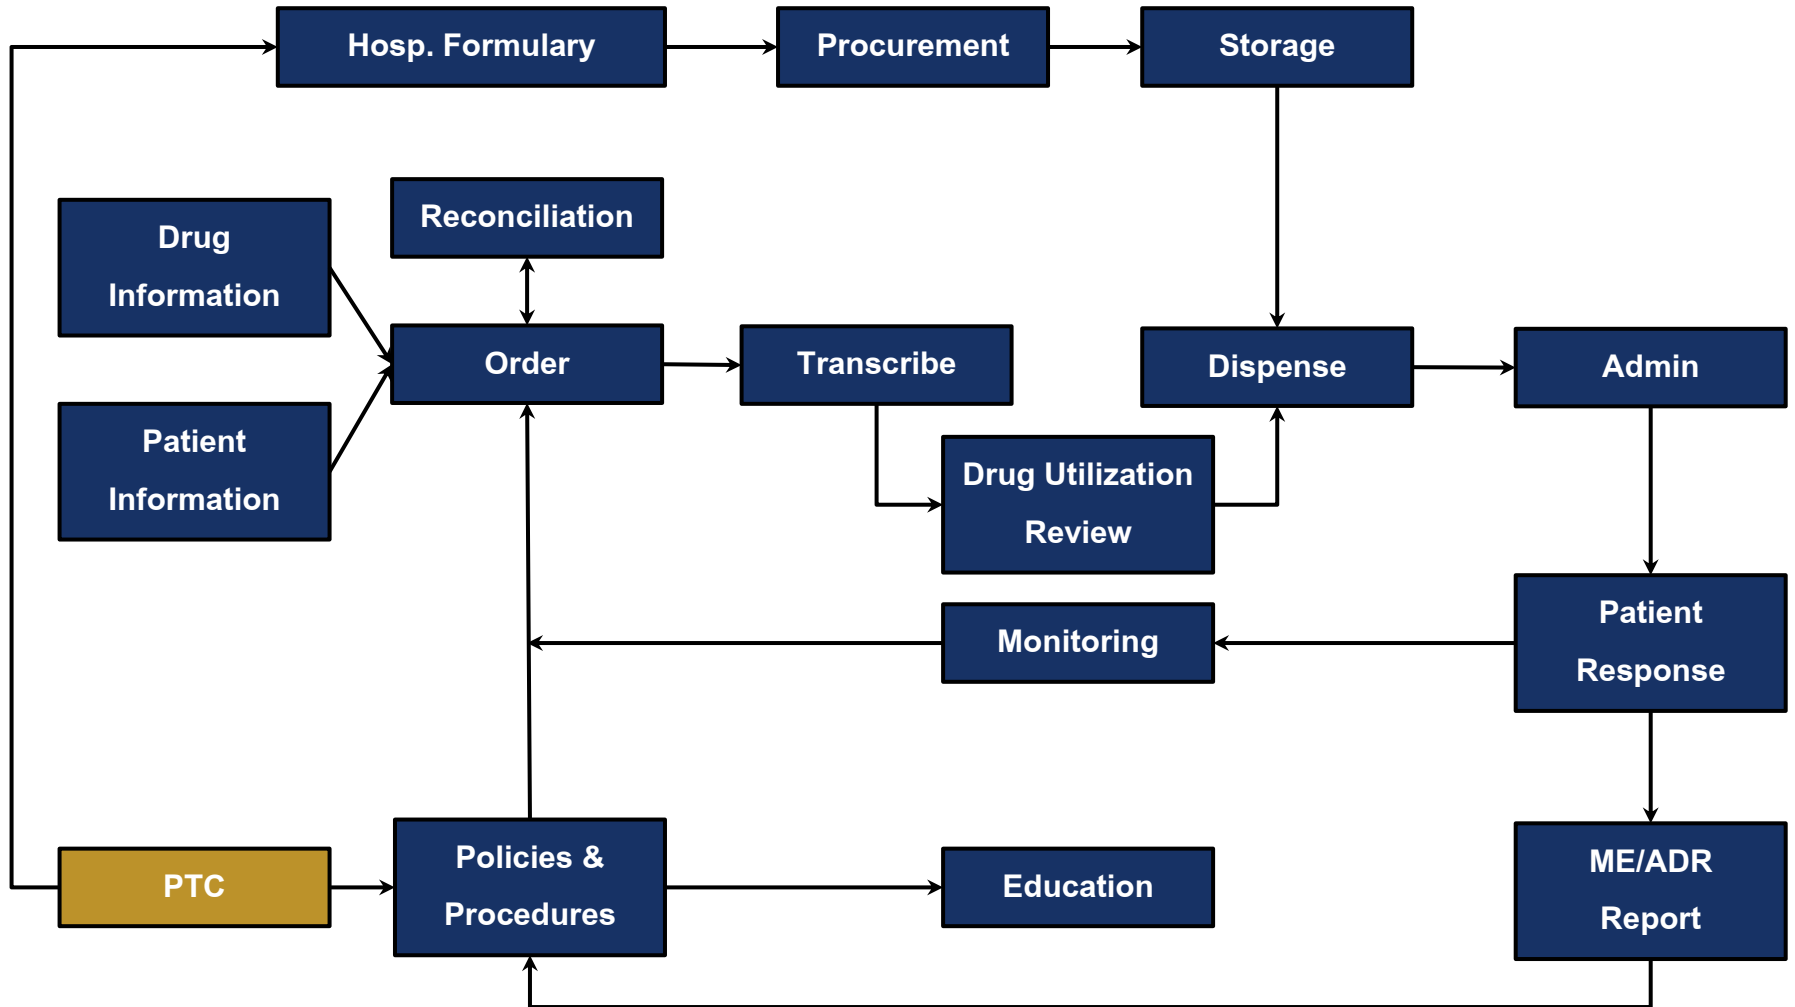 Hosp. Formulary
Procurement
Storage
Drug
Information
Reconciliation
Order
Transcribe
Dispense
Admin
Patient
Information
Drug Utilization
Review
Monitoring
Patient
Response
PTC
Policies &
Procedures
Education
ME/ADR
Report